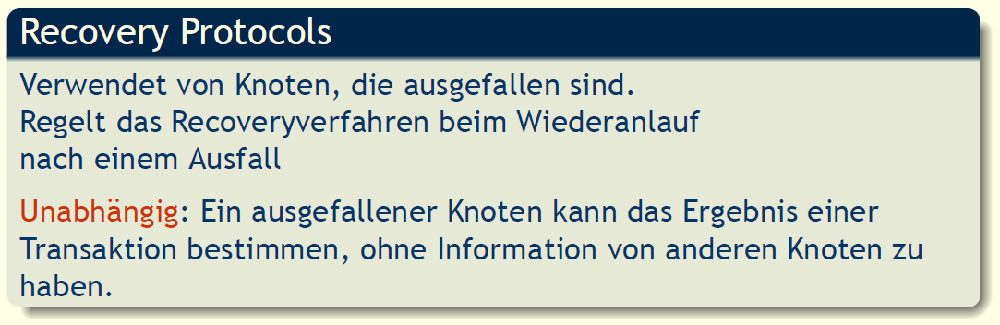 Recovery Protocols
Verwendet von Knoten, die ausgefallen sind.
Regelt das Recoveryverfahren beim Wiederanlauf
nach einem Ausfall
Unabhängig: Ein ausgefallener Knoten kann das Ergebnis einer
Transaktion bestimmen, ohne Information von anderen Knoten zu
haben.